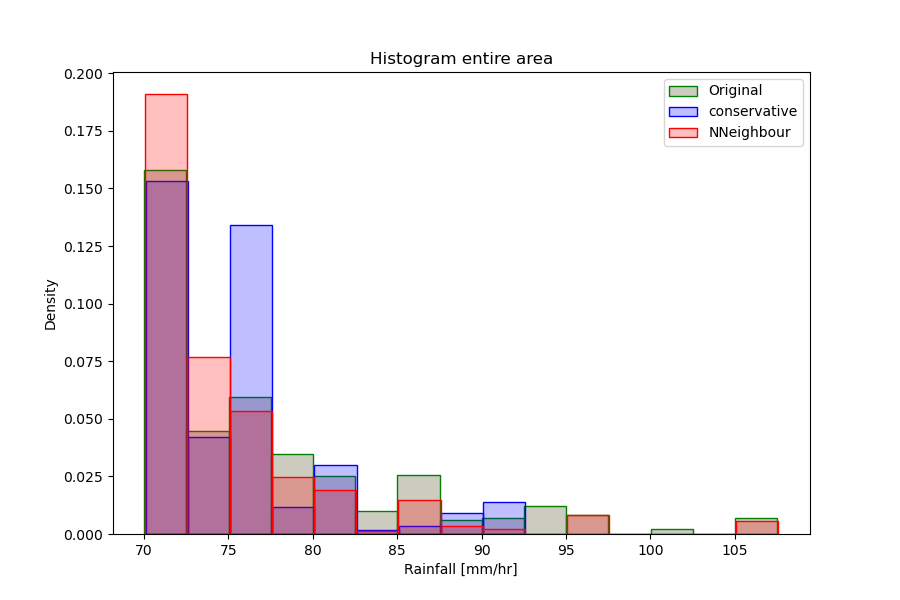 Histogram entire area
0.200
0.175
0.150
0.125
0.100
0.075
0.050
0.025
0.000
Density
Original
conservative
NNeighbour
70 75 80 85 90 95 100 105
Rainfall [mm/hr]